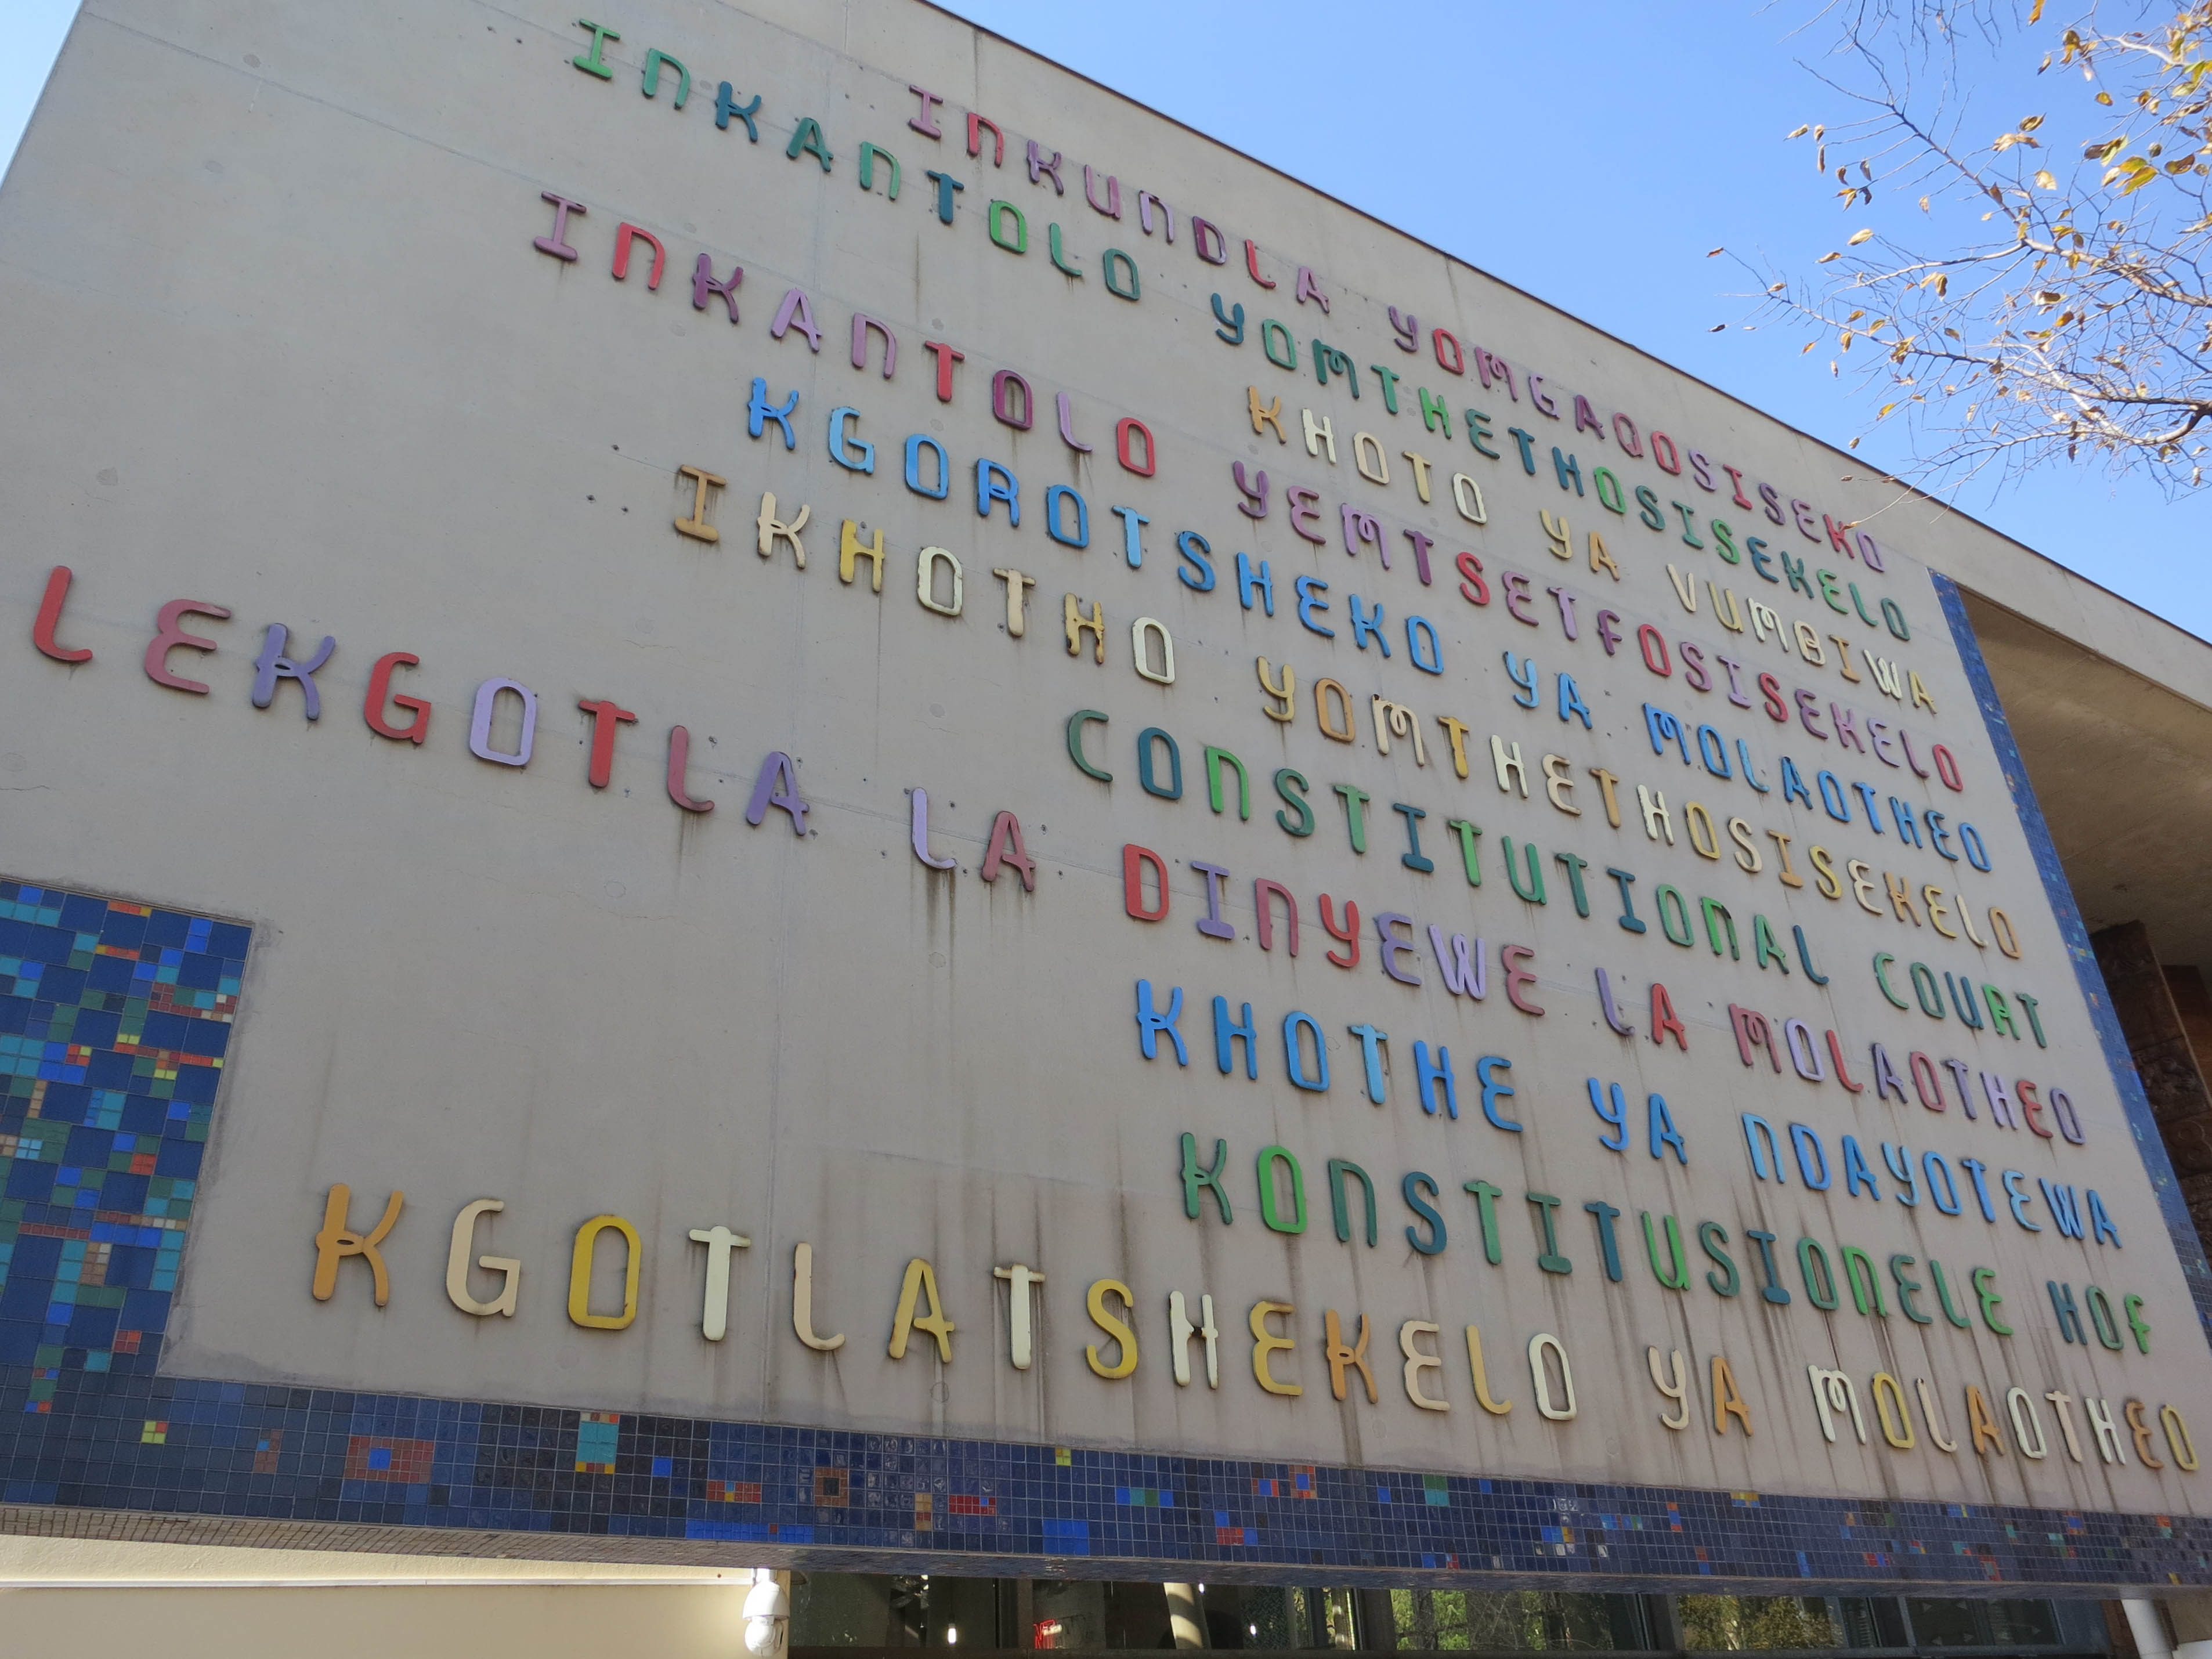 INKUNDLA YOMGAQOSISEKO
INKANTOLO YOMTHETHOSISEKELO
KHOTO YA VUMBIWA
INKANTOLO YEMTSETFOSISEKELO
KGOROTSHEKO YA MOLAOTHEO
IKHOTHO YOMTHETHOSISEKELO
CONSTITUTIONAL COURT
LEKGOTLA LA DINYEWE LA MOLAOTHEO
KHOTHE YA NDAYOTEWA
KONSTITUSIONELE HOF
KGOTLATSHEKELO YA MOLAOTHEO